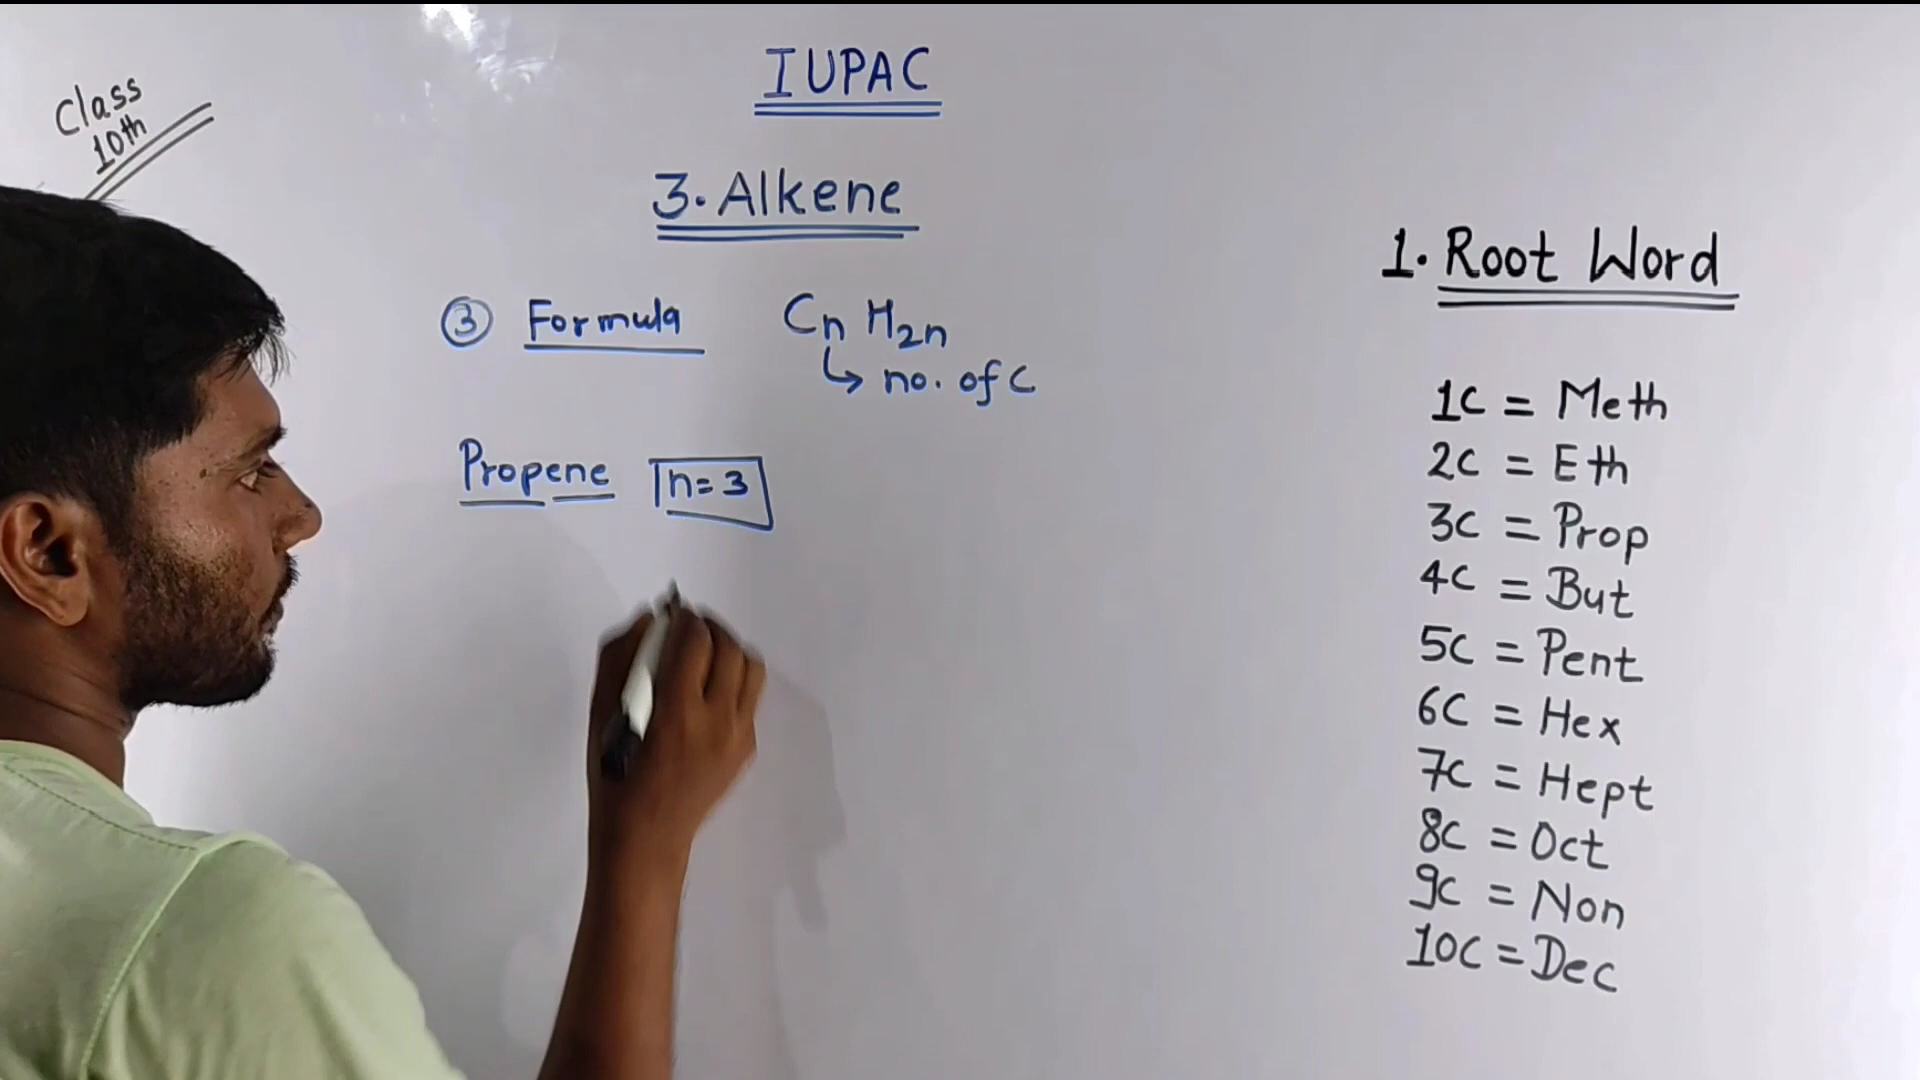 Class
10th
IUPAC
3. Alkene
③ Formula CnH2n
↳ no. of C
Propene n=3
1. Root Word
1C = Meth
2C = Eth
3C = Prop
4C = But
5C = Pent
6C = Hex
7C = Hept
8C = Oct
9C = Non
10C = Dec